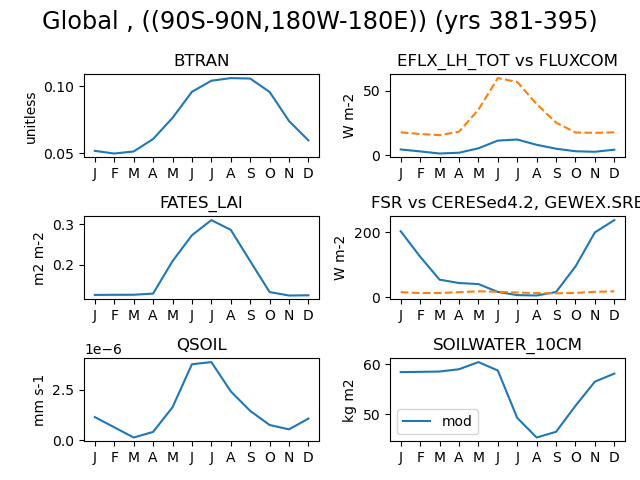 Global , ((90S-90N,180W-180E)) (yrs 381-395)
BTRAN
unitless
0.10
0.05
J F M A M J J A S O N D
EFLX_LH_TOT vs FLUXCOM
W m-2
50
0
J F M A M J J A S O N D
FATES_LAI
m2 m-2
0.3
0.2
J F M A M J J A S O N D
FSR vs CERESed4.2, GEWEX.SRB
W m-2
200
0
J F M A M J J A S O N D
QSOIL
1e−6
mm s-1
2.5
0.0
J F M A M J J A S O N D
SOILWATER_10CM
kg m2
60
50
mod
J F M A M J J A S O N D